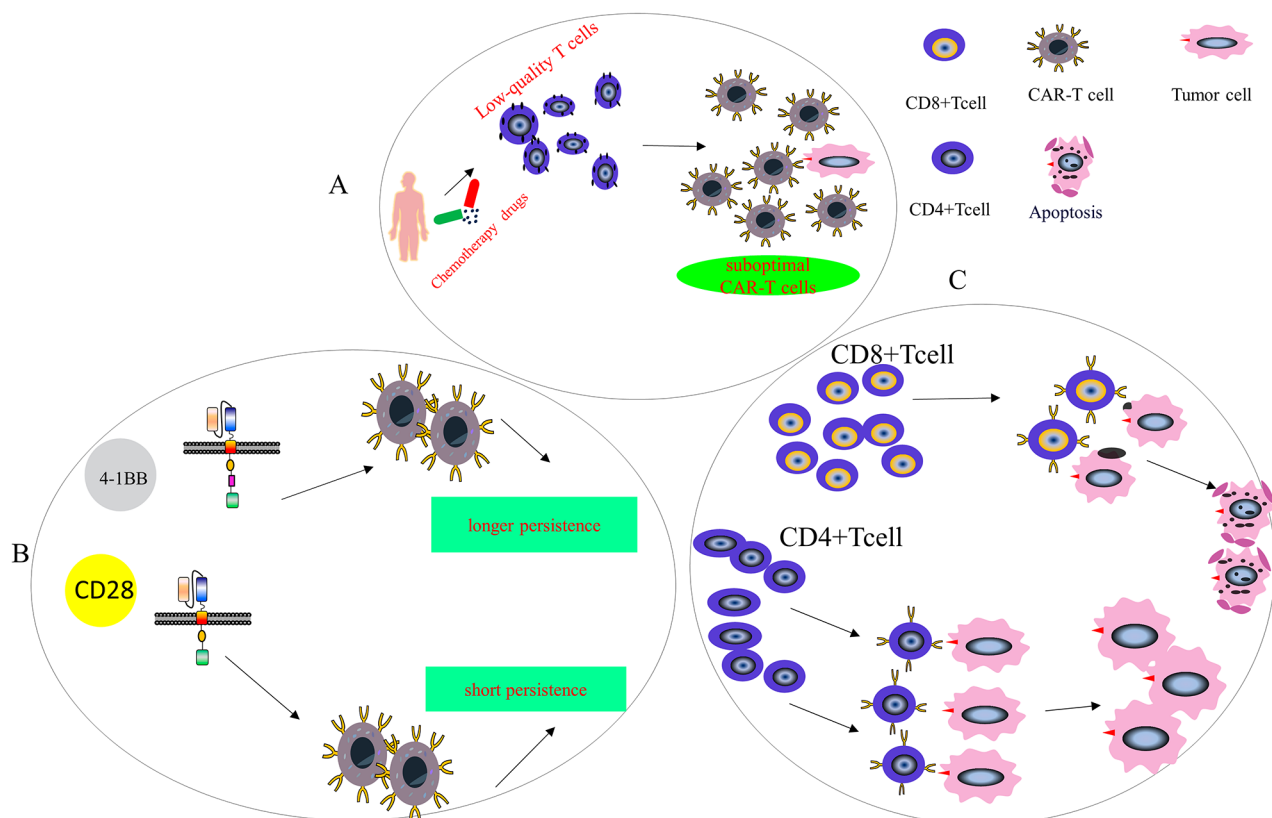 A
Low-quality T cells
Chemotherapy drugs
suboptimal
CAR-T cells
CD8+Tcell
CAR-T cell
Tumor cell
CD4+Tcell
Apoptosis
B
4-1BB
longer persistence
CD28
short persistence
C
CD8+Tcell
CD4+Tcell